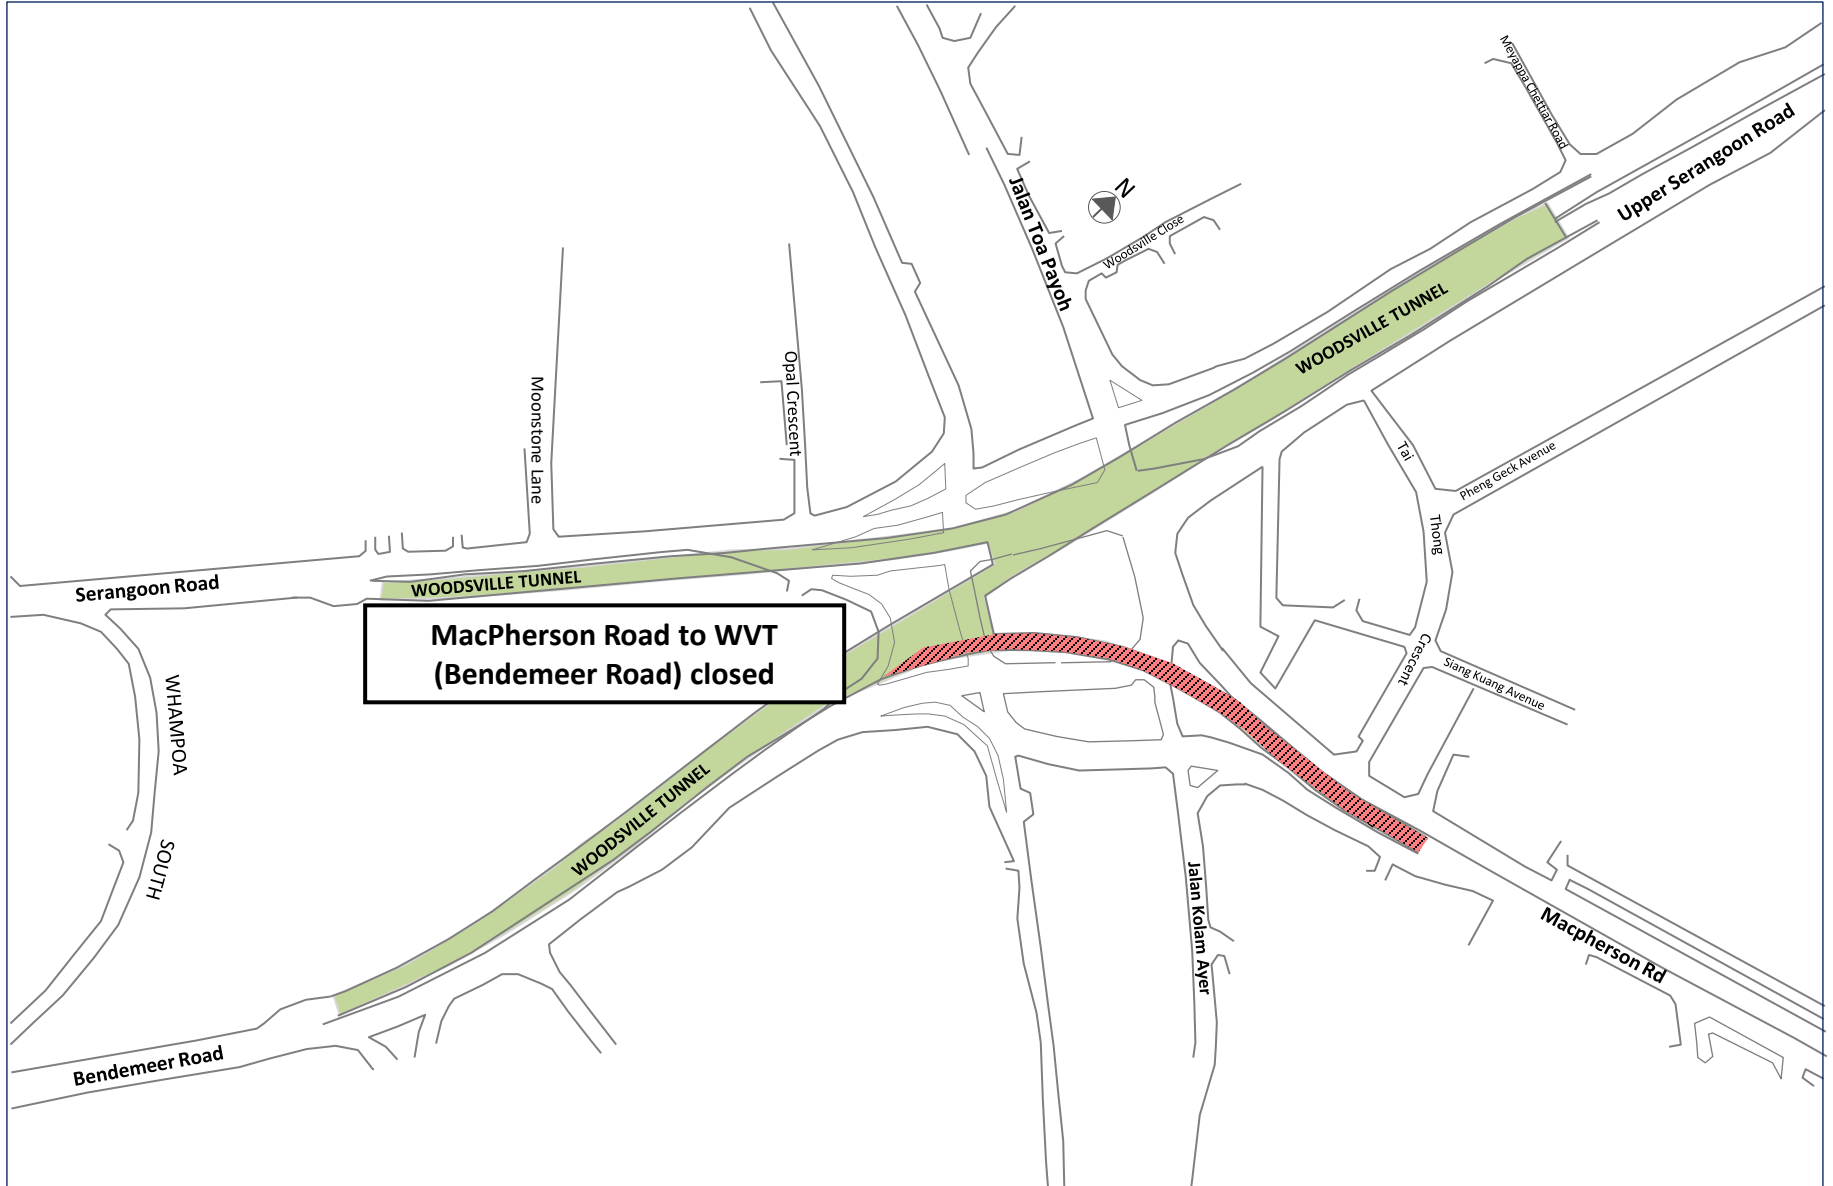 Meyappa Chettiar Road
Upper Serangoon Road
N
Jalan Toa Payoh
Woodsville Close
WOODSVILLE TUNNEL
Opal Crescent
Moonstone Lane
Tai
Thong
Crescent
Pheng Geck Avenue
Serangoon Road
WOODSVILLE TUNNEL
MacPherson Road to WVT
(Bendemeer Road) closed
Siang Kuang Avenue
WHAMPOA
SOUTH
WOODSVILLE TUNNEL
Jalan Kolam Ayer
Macpherson Rd
Bendemeer Road